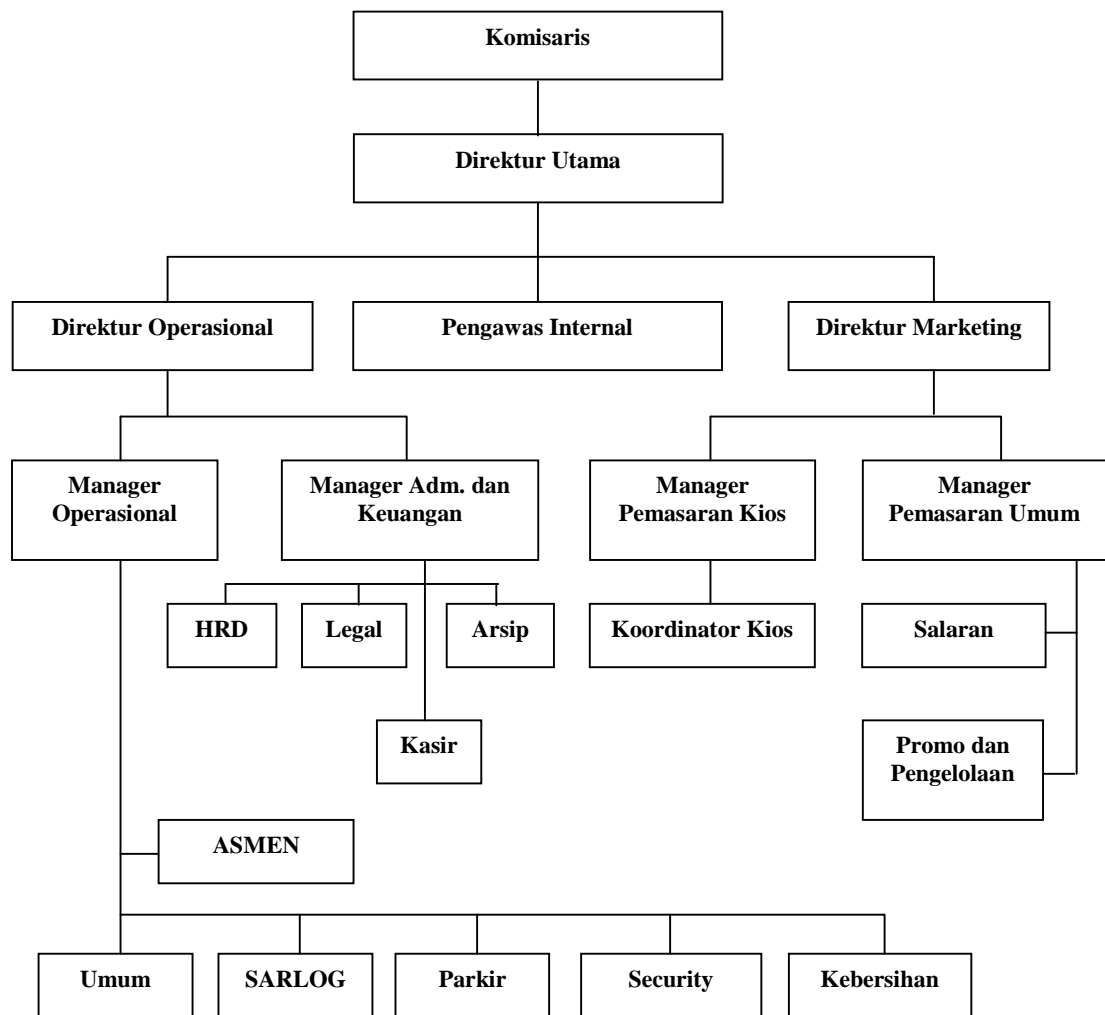 Komisaris
Direktur Utama
Direktur Operasional
Pengawas Internal
Direktur Marketing
Manager
Operasional
Manager Adm. dan
Keuangan
Manager
Pemasaran Kios
Manager
Pemasaran Umum
HRD
Legal
Arsip
Koordinator Kios
Salaran
Kasir
Promo dan
Pengelolaan
ASMEN
Umum
SARLOG
Parkir
Security
Kebersihan